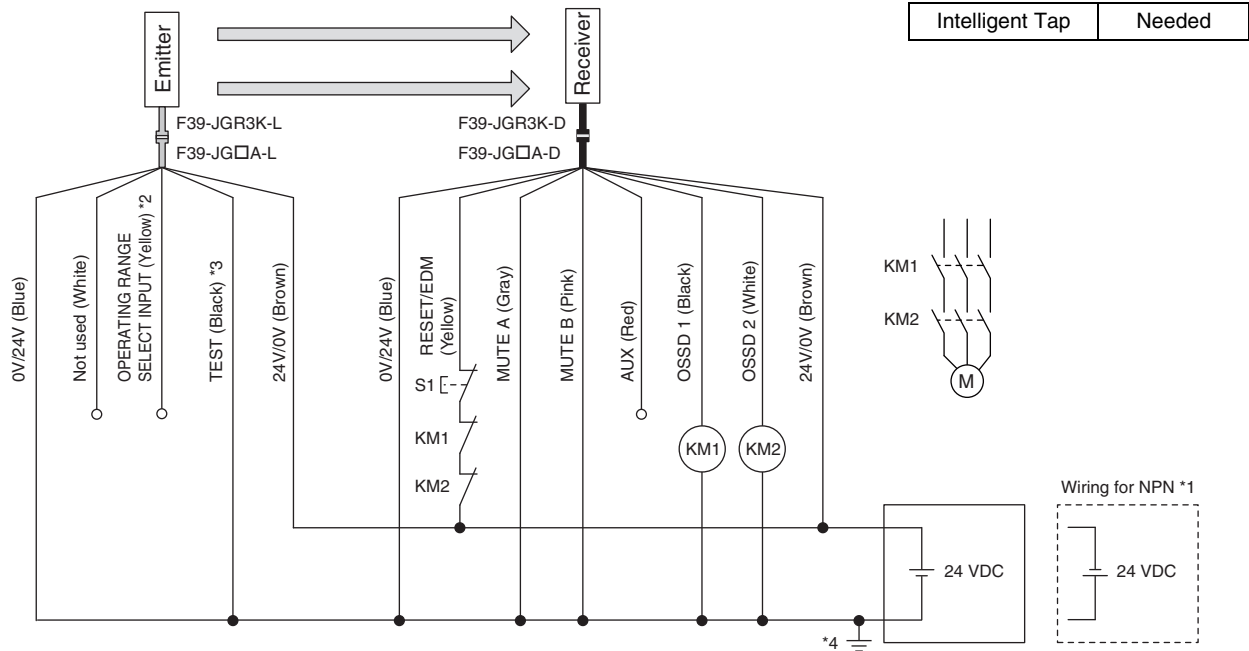 Intelligent Tap Needed
Emitter
Receiver
F39-JGR3K-L
F39-JG□A-L
F39-JGR3K-D
F39-JG□A-D
0V/24V (Blue)
Not used (White)
OPERATING RANGE
SELECT INPUT (Yellow) *2
TEST (Black) *3
24V/0V (Brown)
0V/24V (Blue)
RESET/EDM
(Yellow)
MUTE A (Gray)
MUTE B (Pink)
AUX (Red)
OSSD 1 (Black)
OSSD 2 (White)
24V/0V (Brown)
S1
KM1
KM2
KM1
KM2
KM1
KM2
M
24 VDC
Wiring for NPN *1
24 VDC
*4